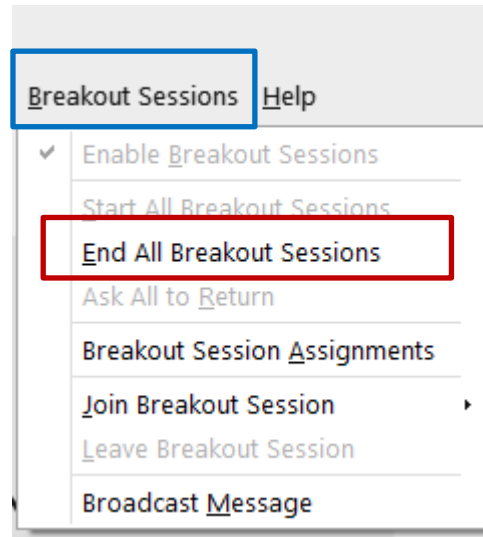 Breakout Sessions Help
Enable Breakout Sessions
Start All Breakout Sessions
End All Breakout Sessions
Ask All to Return
Breakout Session Assignments
Join Breakout Session
Leave Breakout Session
Broadcast Message